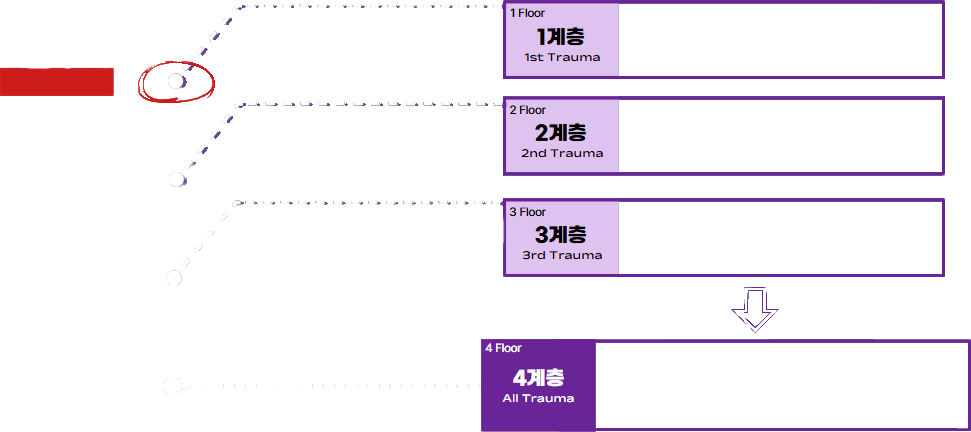 1 Floor
1계층
1st Trauma
2 Floor
2계층
2nd Trauma
3 Floor
3계층
3rd Trauma
4 Floor
4계층
All Trauma